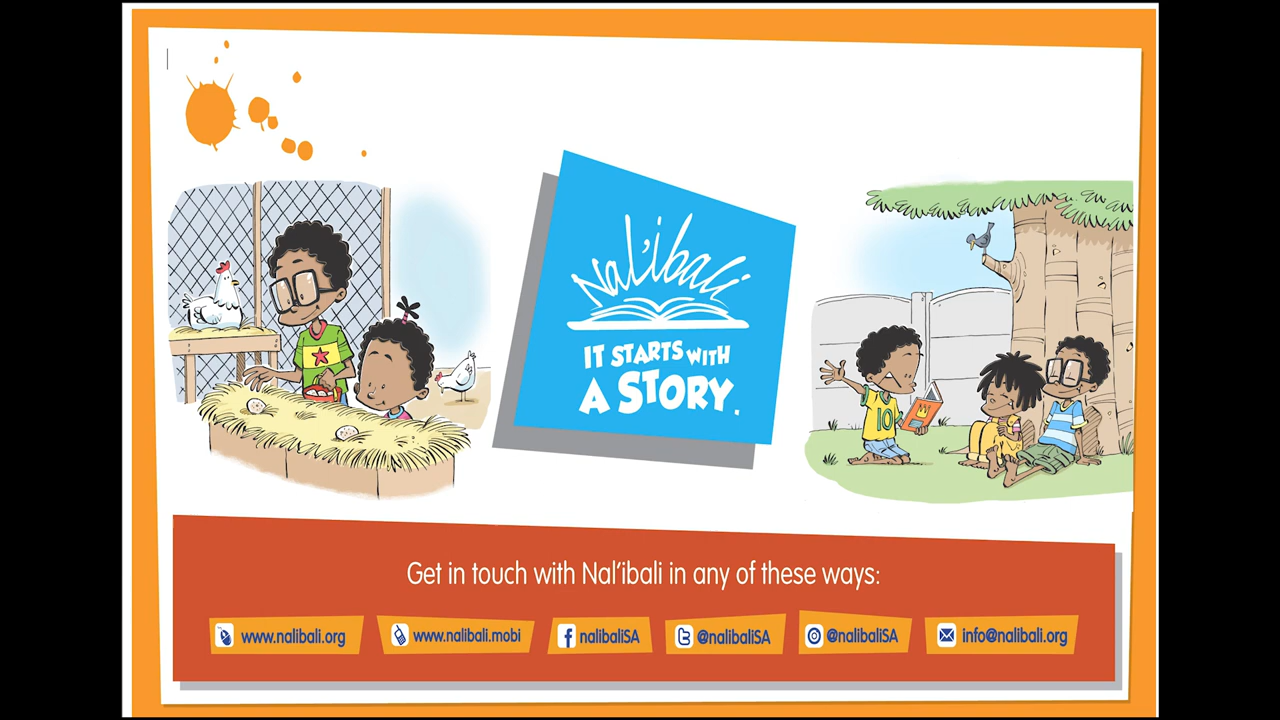 Nal'ibali
IT STARTS WITH
A STORY.
10
Get in touch with Nal'ibali in any of these ways:
www.nalibali.org
www.nalibali.mobi
nalibaliSA
@nalibaliSA
@nalibaliSA
info@nalibali.org